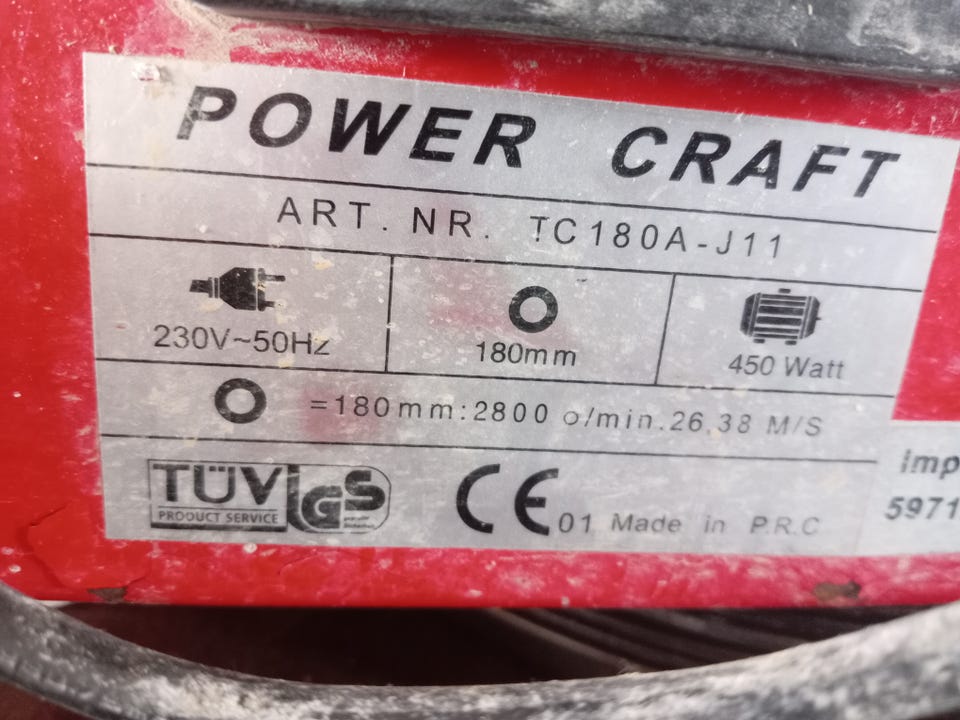 POWER CRAFT
ART. NR. TC180A-J11
230V~50Hz
180mm
450 Watt
=180mm:2800 o/min.26,38 M/S
TÜV
PRODUCT SERVICE
GS
CE 01 Made in P.R.C
Imp
5971